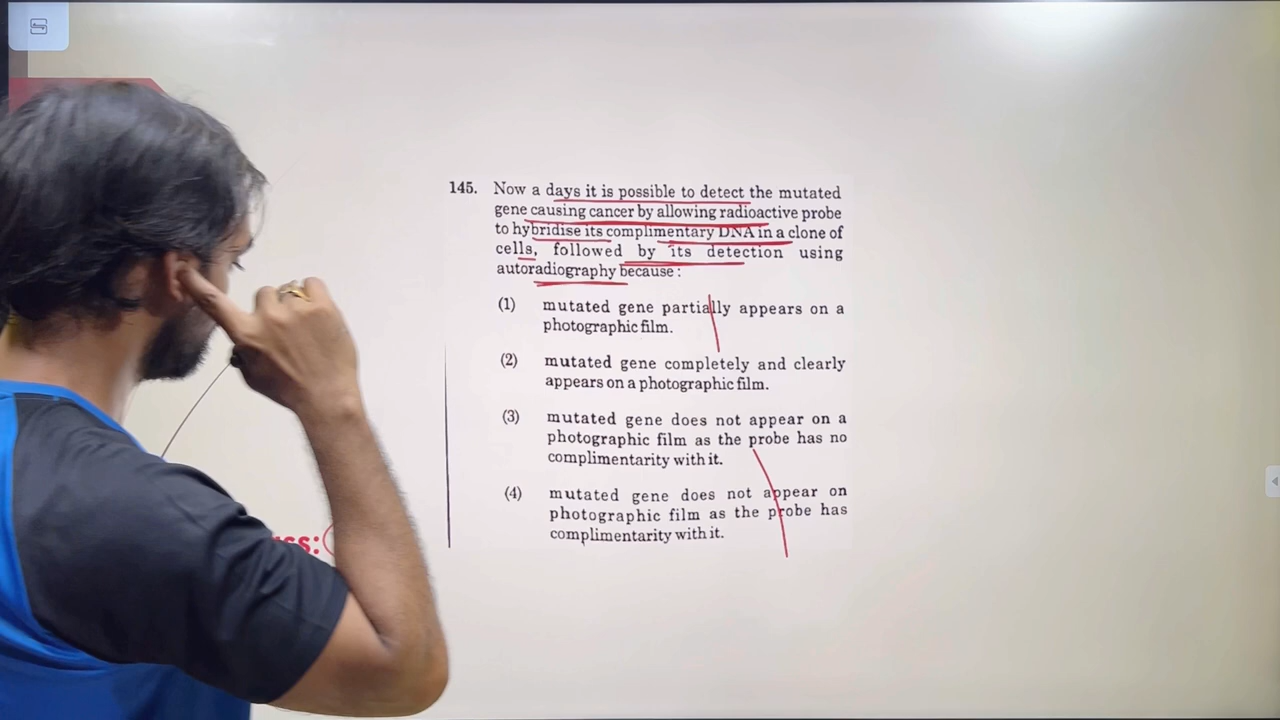 145. Now a days it is possible to detect the mutated
gene causing cancer by allowing radioactive probe
to hybridise its complimentary DNA in a clone of
cells, followed by its detection using
autoradiography because :
(1) mutated gene partially appears on a
photographic film.
(2) mutated gene completely and clearly
appears on a photographic film.
(3) mutated gene does not appear on a
photographic film as the probe has no
complimentarity with it.
(4) mutated gene does not appear on
photographic film as the probe has
complimentarity with it.